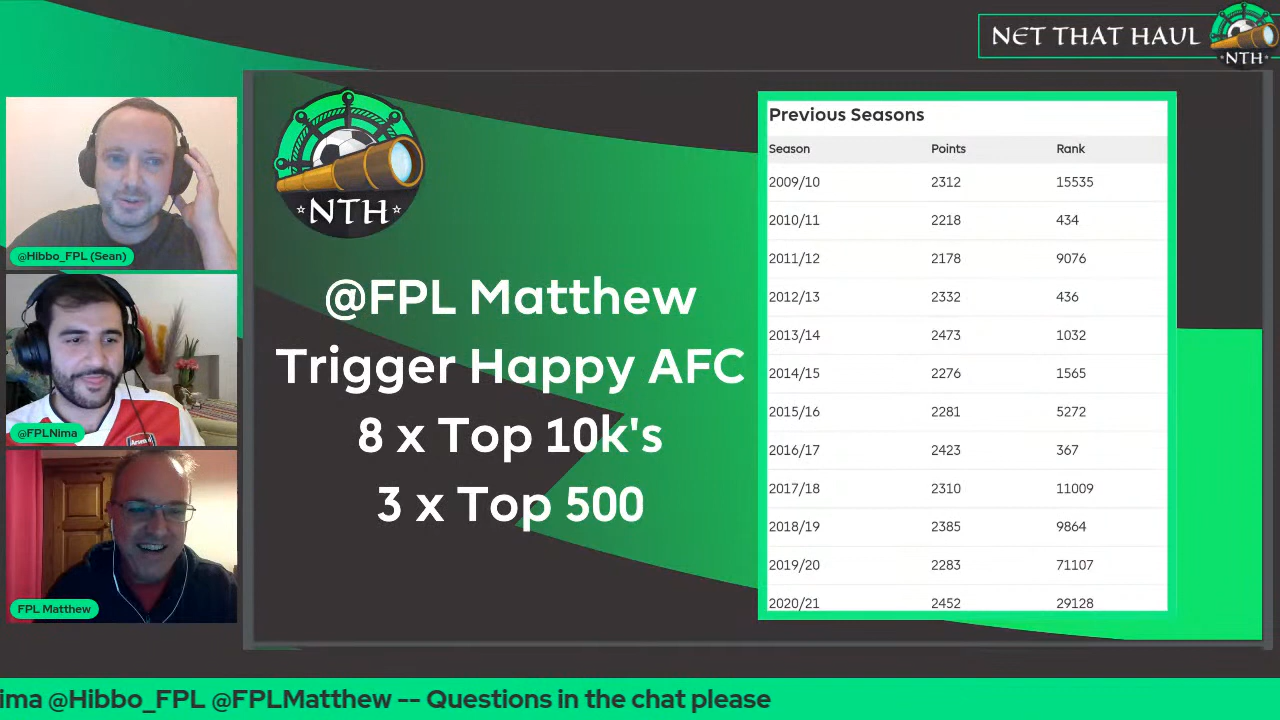 NET THAT HAUL
NTH
@Hibbo_FPL (Sean)
@FPLNima
FPL Matthew
Arsenal
NTH
@FPL Matthew
Trigger Happy AFC
8 x Top 10k's
3 x Top 500
Previous Seasons
Season Points Rank
2009/10 2312 15535
2010/11 2218 434
2011/12 2178 9076
2012/13 2332 436
2013/14 2473 1032
2014/15 2276 1565
2015/16 2281 5272
2016/17 2423 367
2017/18 2310 11009
2018/19 2385 9864
2019/20 2283 71107
2020/21 2452 29128
ima @Hibbo_FPL @FPLMatthew -- Questions in the chat please